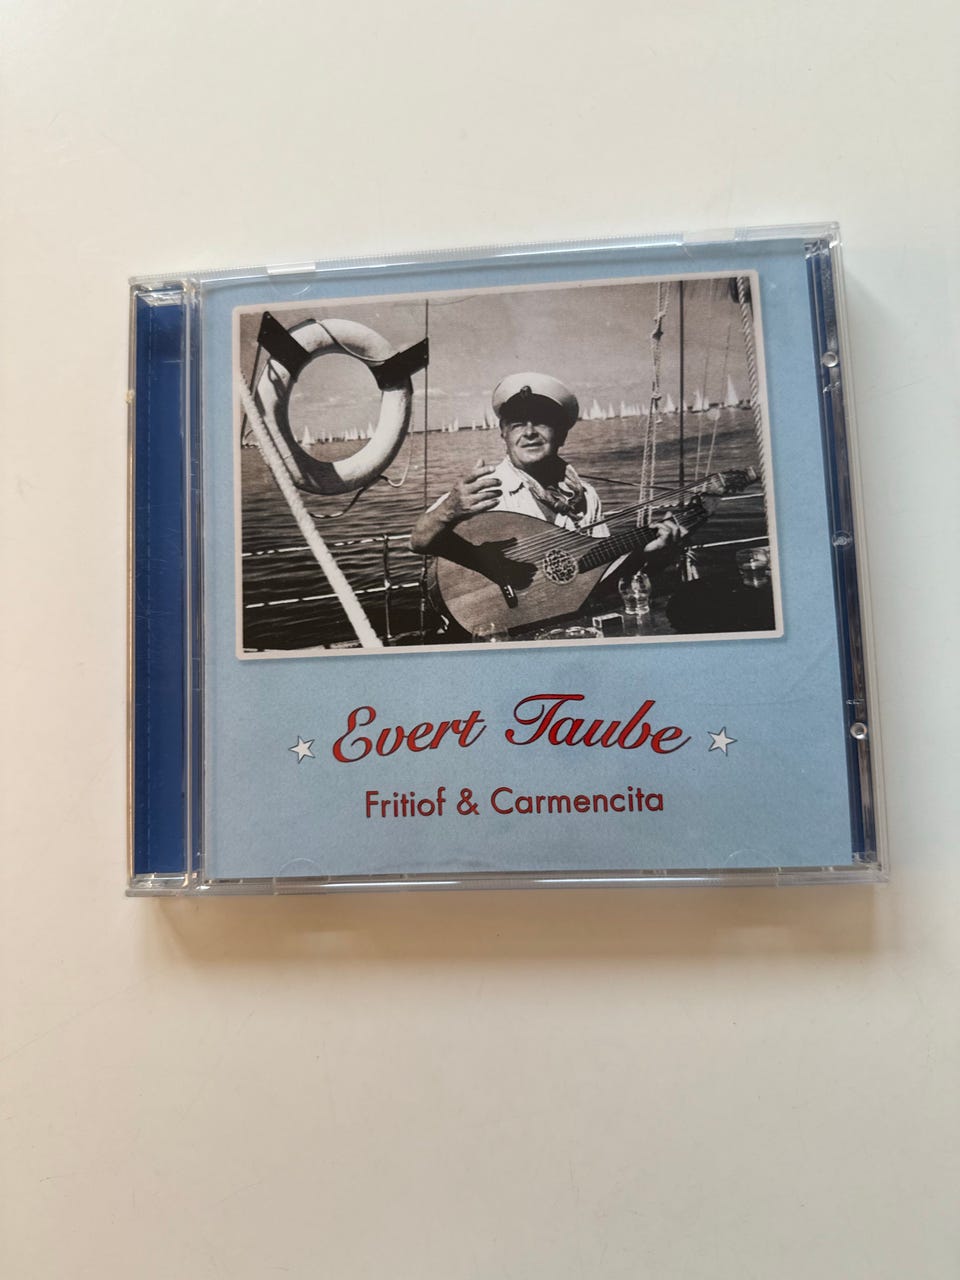 Evert Taube
Fritiof & Carmencita